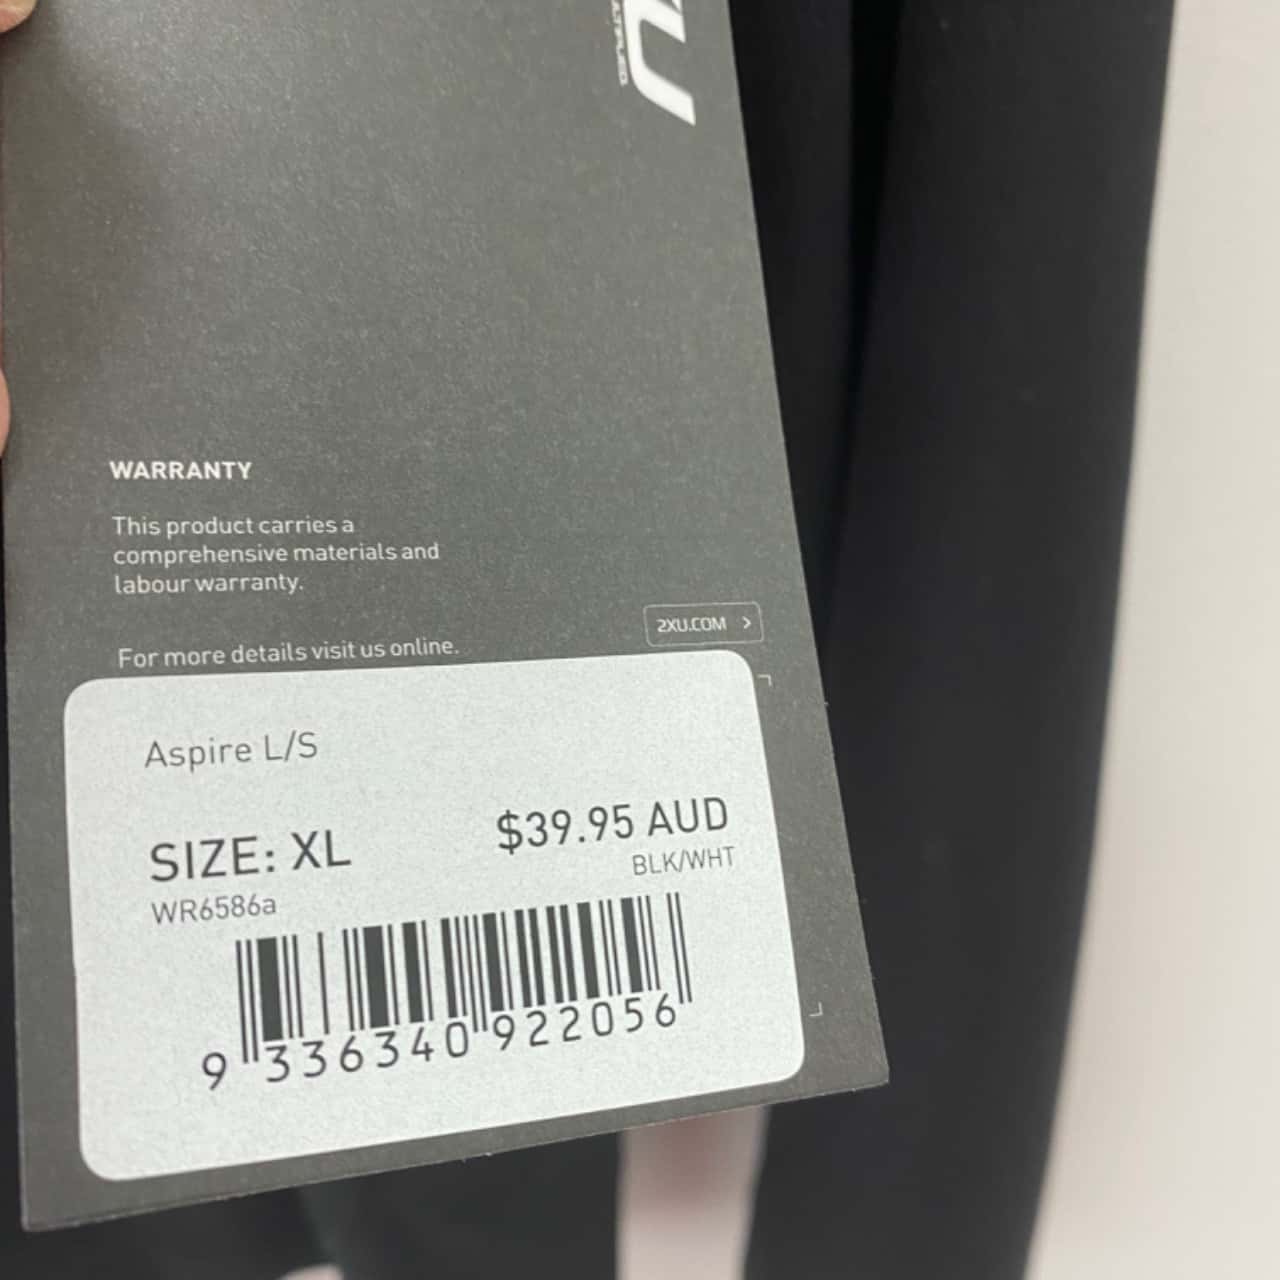 WARRANTY
This product carries a
comprehensive materials and
labour warranty.
For more details visit us online.
2XU.COM >
Aspire L/S
SIZE: XL
$39.95 AUD
BLK/WHT
WR6586a
9 336340 922056